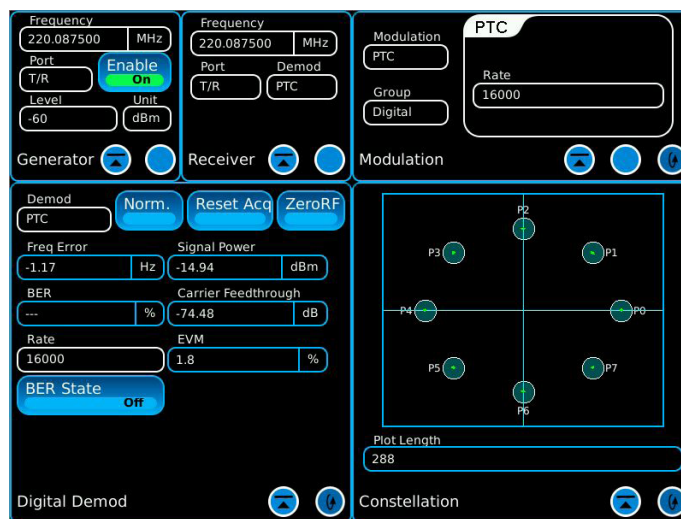 Frequency
220.087500 MHz
Port
T/R
Enable
On
Level
-60
Unit
dBm
Generator
Frequency
220.087500 MHz
Port
T/R
Demod
PTC
Receiver
Modulation
PTC
Group
Digital
PTC
Rate
16000
Modulation
Demod
PTC
Norm.
Reset Acq
ZeroRF
Freq Error
-1.17 Hz
Signal Power
-14.94 dBm
BER
--- %
Carrier Feedthrough
-74.48 dB
Rate
16000
EVM
1.8 %
BER State
Off
Digital Demod
P2
P3
P1
P4
P0
P5
P7
P6
Plot Length
288
Constellation